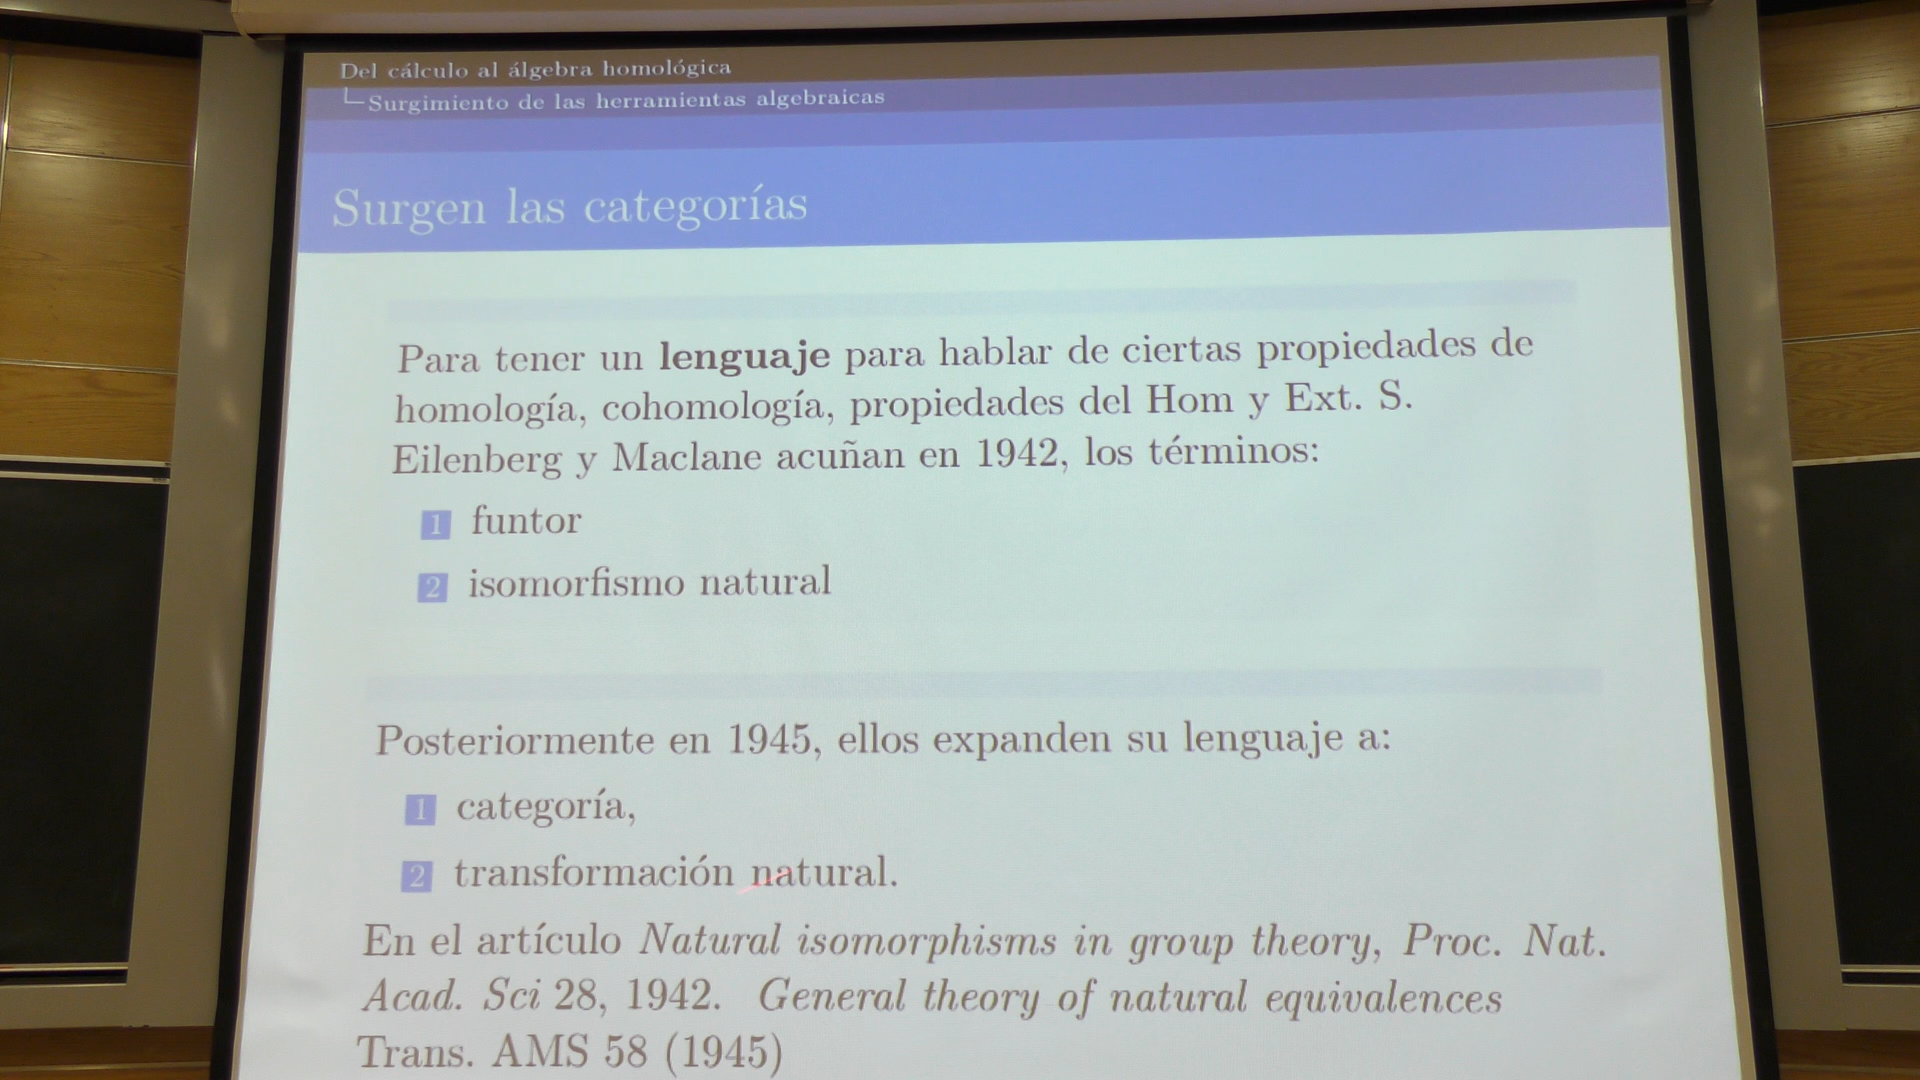 Del cálculo al álgebra homológica
Surgimiento de las herramientas algebraicas
Surgen las categorías
Para tener un lenguaje para hablar de ciertas propiedades de
homología, cohomología, propiedades del Hom y Ext. S.
Eilenberg y Maclane acuñan en 1942, los términos:
1 funtor
2 isomorfismo natural
Posteriormente en 1945, ellos expanden su lenguaje a:
1 categoría,
2 transformación natural.
En el artículo Natural isomorphisms in group theory, Proc. Nat.
Acad. Sci 28, 1942. General theory of natural equivalences
Trans. AMS 58 (1945)